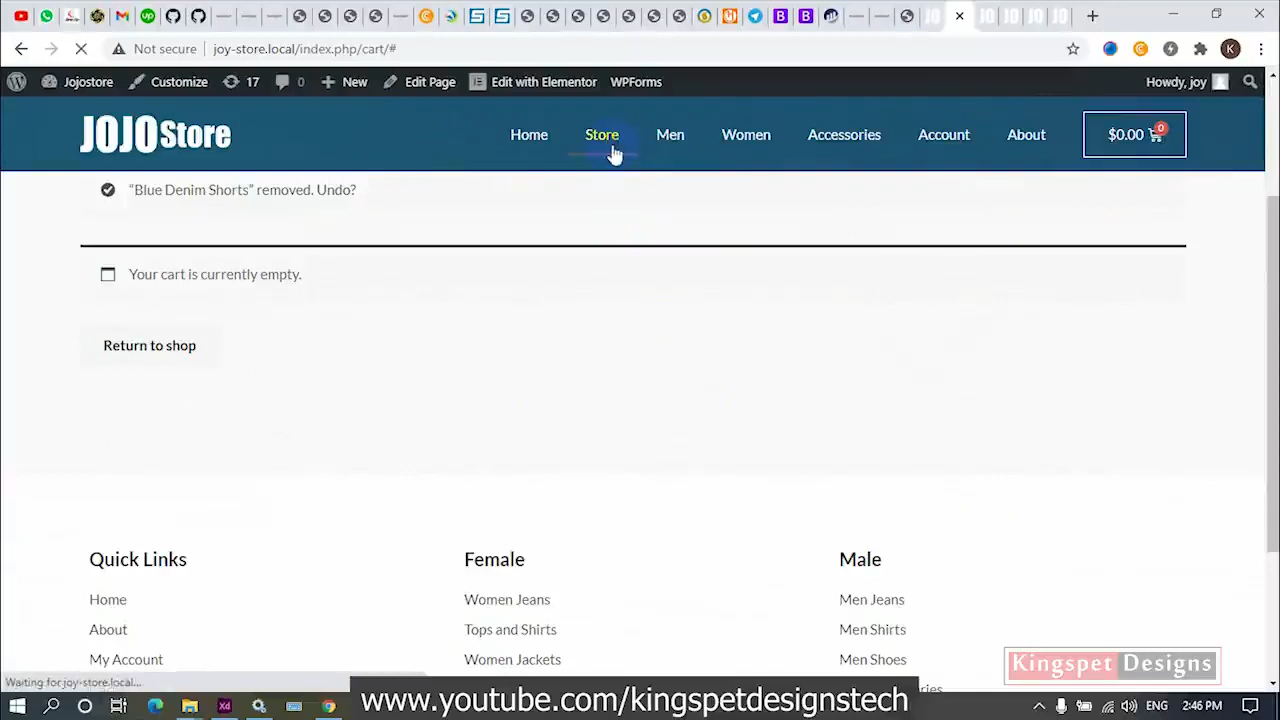 Not secure
joy-store.local/index.php/cart/#
K
Jojostore
Customize
17
0
New
Edit Page
Edit with Elementor
WPForms
Howdy, joy
JOJO Store
Home
Store
Men
Women
Accessories
Account
About
$0.00
0
“Blue Denim Shorts” removed. Undo?
Your cart is currently empty.
Return to shop
Quick Links
Female
Male
Home
Women Jeans
Men Jeans
About
Tops and Shirts
Men Shirts
My Account
Women Jackets
Men Shoes
Kingspet Designs
Waiting for joy-store.local...
www.youtube.com/kingspetdesignstech
ENG
2:46 PM